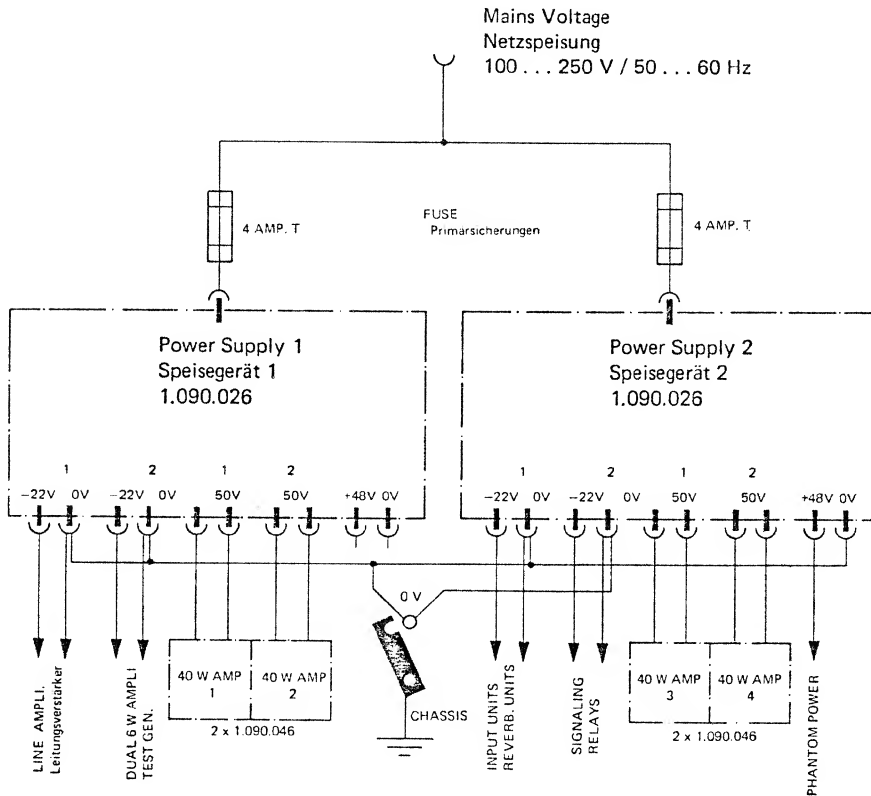 Mains Voltage
Netzspeisung
100 ... 250 V / 50 ... 60 Hz
4 AMP. T
FUSE
Primärsicherungen
4 AMP. T
Power Supply 1
Speisegerät 1
1.090.026
Power Supply 2
Speisegerät 2
1.090.026
1 2 1 2
−22V 0V −22V 0V 50V 50V +48V 0V
1 2 1 2
−22V 0V −22V 0V 50V 50V +48V 0V
0 V
LINE AMPLI.
Leitungsverstärker
DUAL 6 W AMPLI
TEST GEN.
40 W AMP
1
40 W AMP
2
2 x 1.090.046
CHASSIS
INPUT UNITS
REVERB. UNITS
SIGNALING
RELAYS
40 W AMP
3
40 W AMP
4
2 x 1.090.046
PHANTOM POWER